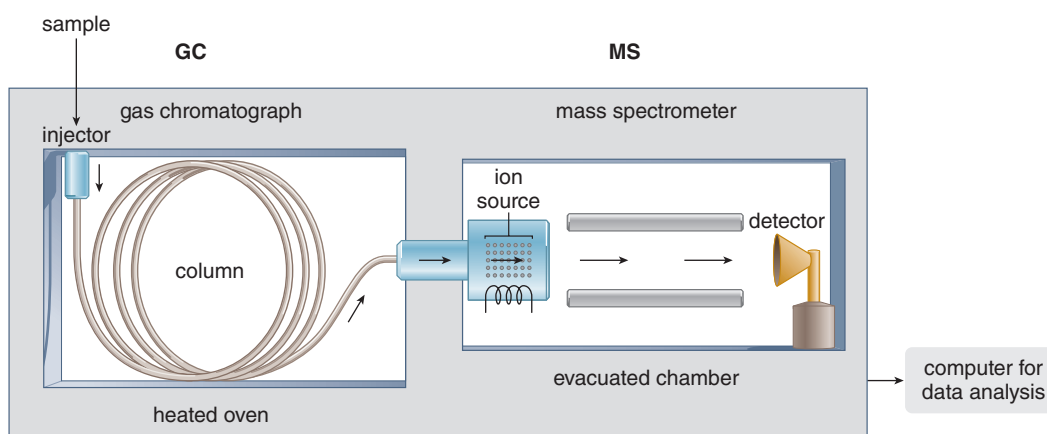 sample
GC
MS
gas chromatograph
mass spectrometer
injector
ion
source
detector
column
computer for
data analysis
evacuated chamber
heated oven